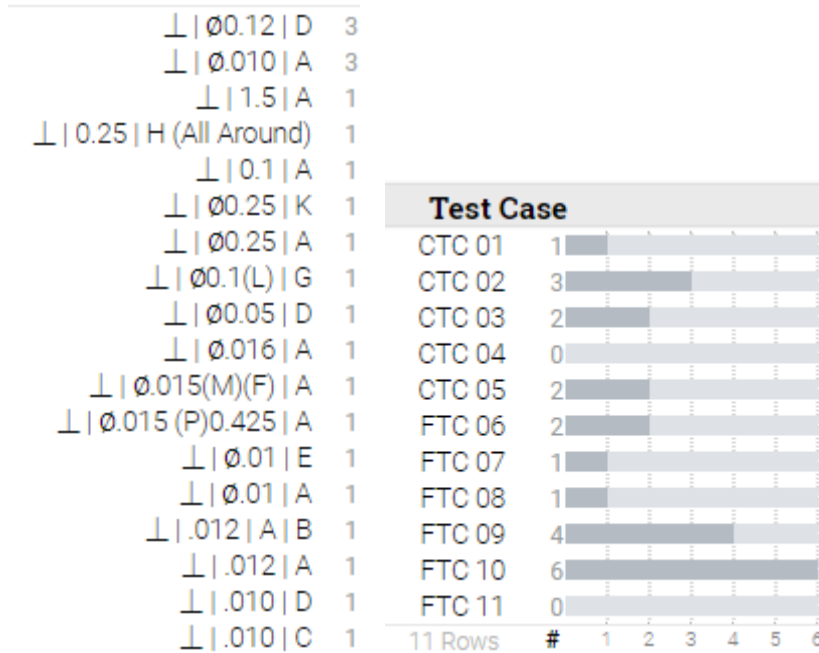 ⊥ | Ø0.12 | D 3
⊥ | Ø.010 | A 3
⊥ | 1.5 | A 1
⊥ | 0.25 | H (All Around) 1
⊥ | 0.1 | A 1
⊥ | Ø0.25 | K 1
⊥ | Ø0.25 | A 1
⊥ | Ø0.1(L) | G 1
⊥ | Ø0.05 | D 1
⊥ | Ø.016 | A 1
⊥ | Ø.015(M)(F) | A 1
⊥ | Ø.015 (P)0.425 | A 1
⊥ | Ø.01 | E 1
⊥ | Ø.01 | A 1
⊥ | .012 | A | B 1
⊥ | .012 | A 1
⊥ | .010 | D 1
⊥ | .010 | C 1
Test Case
CTC 01 1
CTC 02 3
CTC 03 2
CTC 04 0
CTC 05 2
FTC 06 2
FTC 07 1
FTC 08 1
FTC 09 4
FTC 10 6
FTC 11 0
11 Rows # 1 2 3 4 5 6